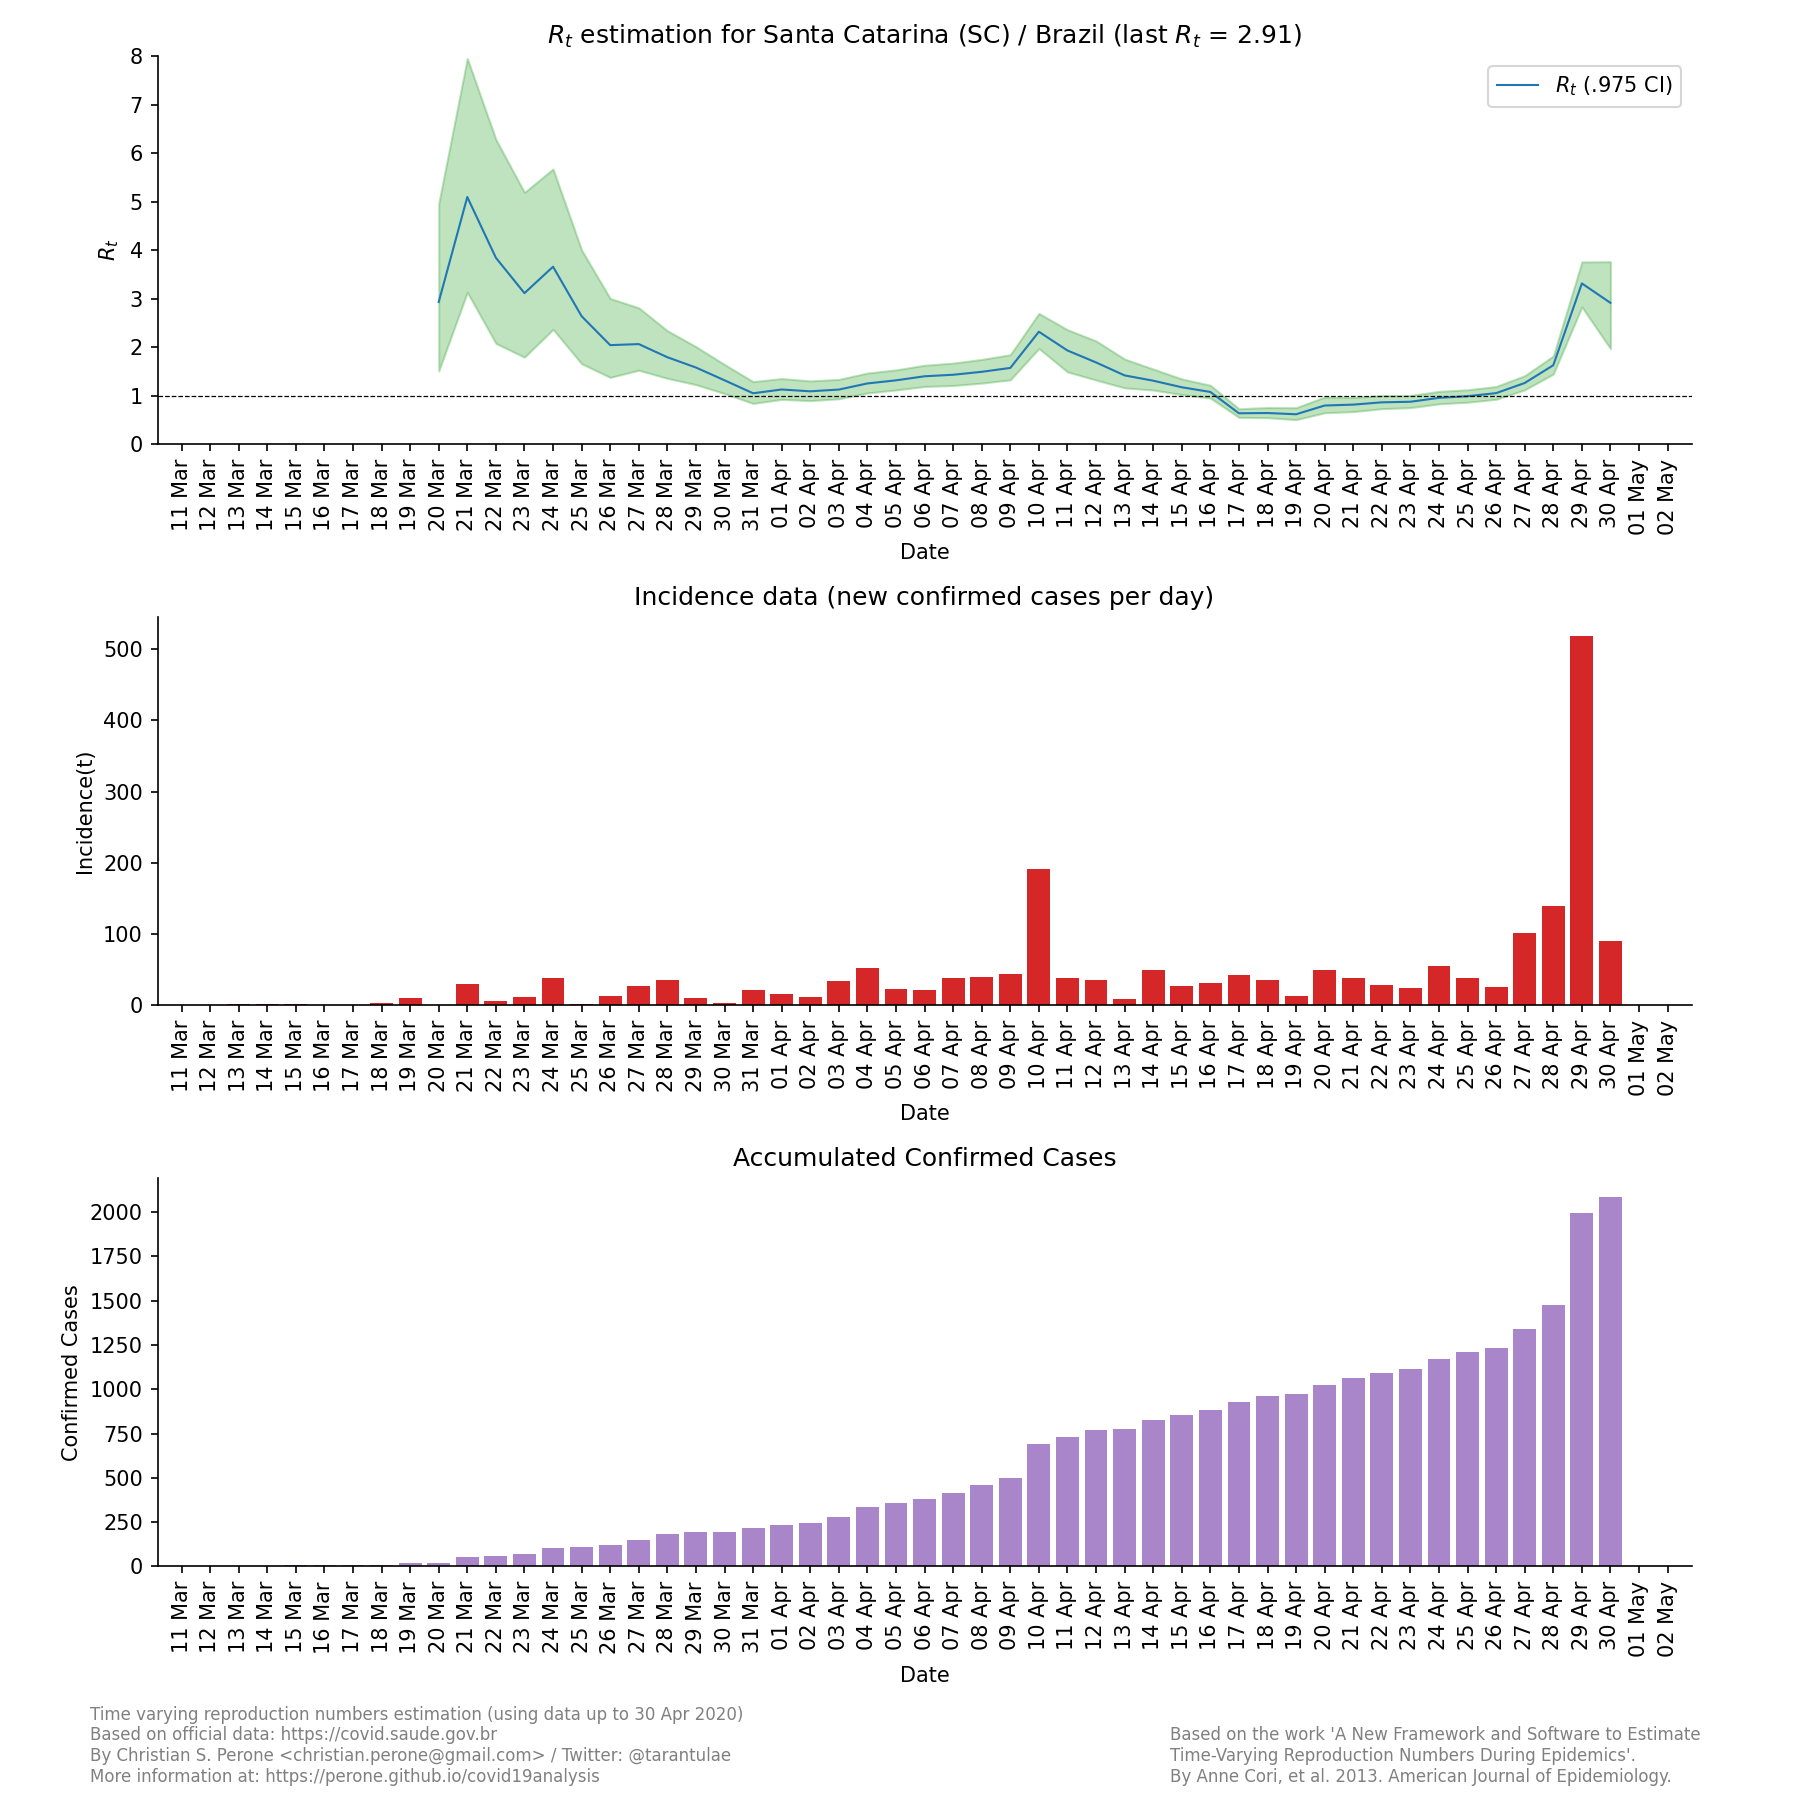 R_t estimation for Santa Catarina (SC) / Brazil (last R_t = 2.91)
8
7
6
5
4
3
2
1
0
R_t
R_t (.975 CI)
11 Mar 12 Mar 13 Mar 14 Mar 15 Mar 16 Mar 17 Mar 18 Mar 19 Mar 20 Mar 21 Mar 22 Mar 23 Mar 24 Mar 25 Mar 26 Mar 27 Mar 28 Mar 29 Mar 30 Mar 31 Mar 01 Apr 02 Apr 03 Apr 04 Apr 05 Apr 06 Apr 07 Apr 08 Apr 09 Apr 10 Apr 11 Apr 12 Apr 13 Apr 14 Apr 15 Apr 16 Apr 17 Apr 18 Apr 19 Apr 20 Apr 21 Apr 22 Apr 23 Apr 24 Apr 25 Apr 26 Apr 27 Apr 28 Apr 29 Apr 30 Apr 01 May 02 May
Date
Incidence data (new confirmed cases per day)
500
400
300
200
100
0
Incidence(t)
11 Mar 12 Mar 13 Mar 14 Mar 15 Mar 16 Mar 17 Mar 18 Mar 19 Mar 20 Mar 21 Mar 22 Mar 23 Mar 24 Mar 25 Mar 26 Mar 27 Mar 28 Mar 29 Mar 30 Mar 31 Mar 01 Apr 02 Apr 03 Apr 04 Apr 05 Apr 06 Apr 07 Apr 08 Apr 09 Apr 10 Apr 11 Apr 12 Apr 13 Apr 14 Apr 15 Apr 16 Apr 17 Apr 18 Apr 19 Apr 20 Apr 21 Apr 22 Apr 23 Apr 24 Apr 25 Apr 26 Apr 27 Apr 28 Apr 29 Apr 30 Apr 01 May 02 May
Date
Accumulated Confirmed Cases
2000
1750
1500
1250
1000
750
500
250
0
Confirmed Cases
11 Mar 12 Mar 13 Mar 14 Mar 15 Mar 16 Mar 17 Mar 18 Mar 19 Mar 20 Mar 21 Mar 22 Mar 23 Mar 24 Mar 25 Mar 26 Mar 27 Mar 28 Mar 29 Mar 30 Mar 31 Mar 01 Apr 02 Apr 03 Apr 04 Apr 05 Apr 06 Apr 07 Apr 08 Apr 09 Apr 10 Apr 11 Apr 12 Apr 13 Apr 14 Apr 15 Apr 16 Apr 17 Apr 18 Apr 19 Apr 20 Apr 21 Apr 22 Apr 23 Apr 24 Apr 25 Apr 26 Apr 27 Apr 28 Apr 29 Apr 30 Apr 01 May 02 May
Date
Time varying reproduction numbers estimation (using data up to 30 Apr 2020)
Based on official data: https://covid.saude.gov.br
By Christian S. Perone <christian.perone@gmail.com> / Twitter: @tarantulae
More information at: https://perone.github.io/covid19analysis
Based on the work 'A New Framework and Software to Estimate
Time-Varying Reproduction Numbers During Epidemics'.
By Anne Cori, et al. 2013. American Journal of Epidemiology.